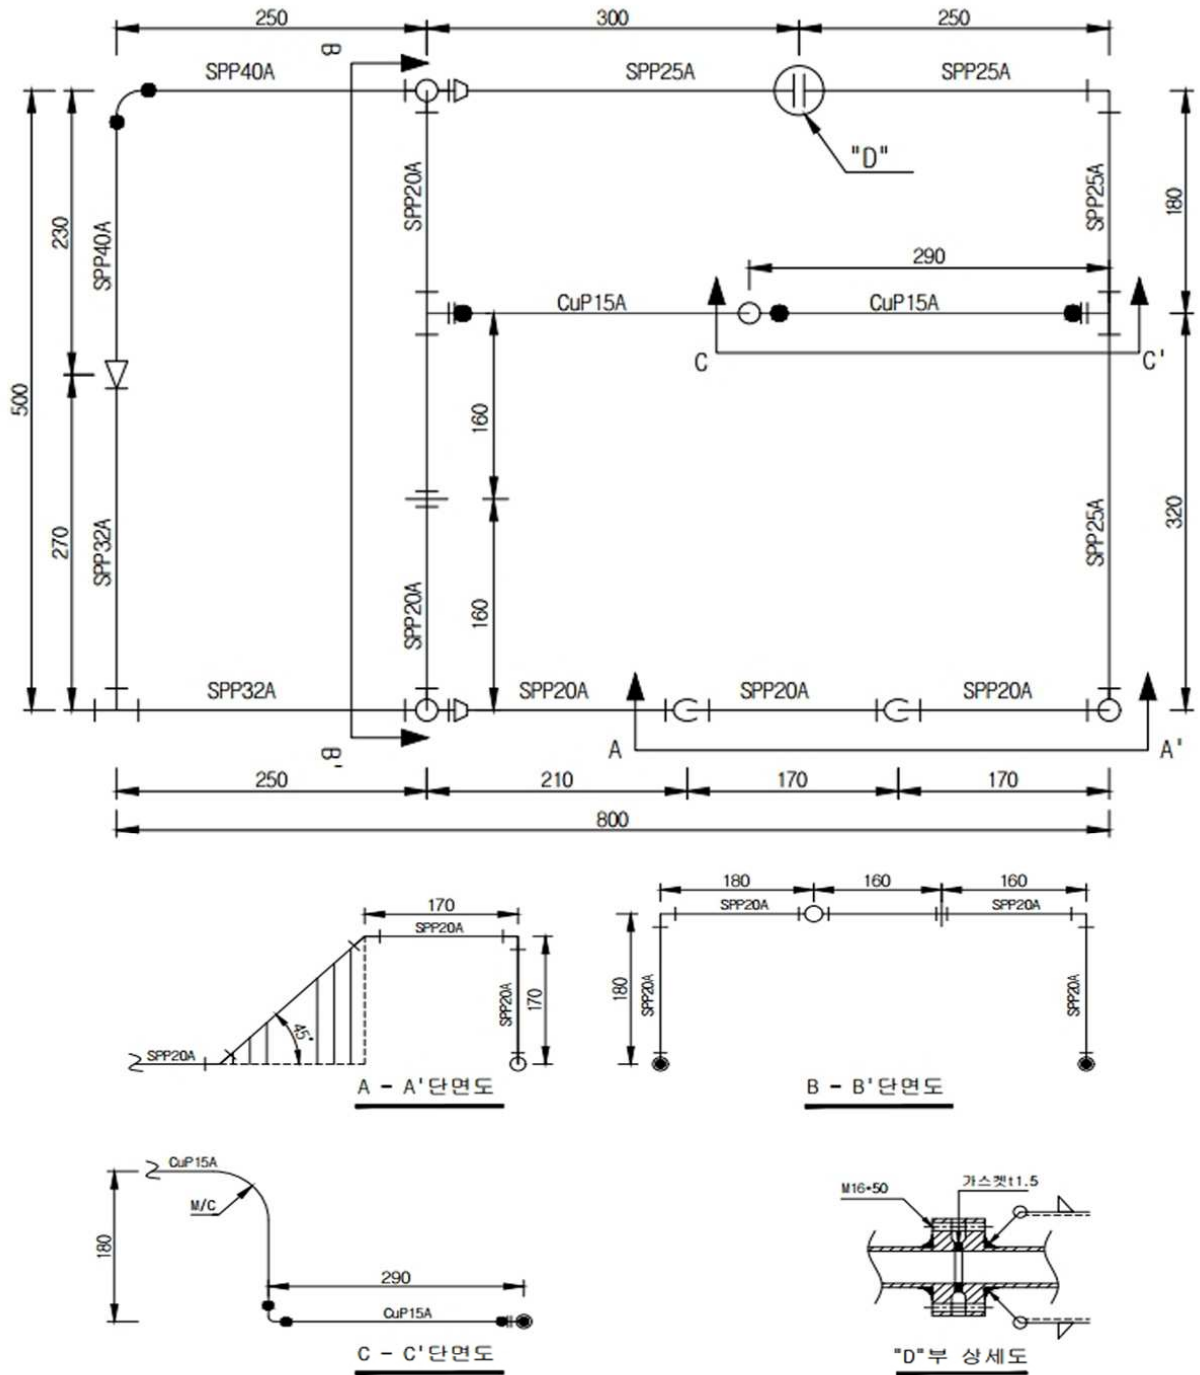 250 300 250
B
SPP40A SPP25A SPP25A
"D"
SPP40A SPP20A SPP25A
230 180
290
CuP15A CuP15A
C C'
500
160
270 320
SPP32A SPP20A SPP25A
160
SPP32A SPP20A SPP20A SPP20A
B' A A'
250 210 170 170
800
170
SPP20A
SPP20A
170
45°
SPP20A
A - A'단면도
180 160 160
SPP20A SPP20A
180
SPP20A SPP20A
B - B'단면도
CuP15A
M/C
180
290
CuP15A
C - C'단면도
M16*50 가스켓t1.5
"D"부 상세도